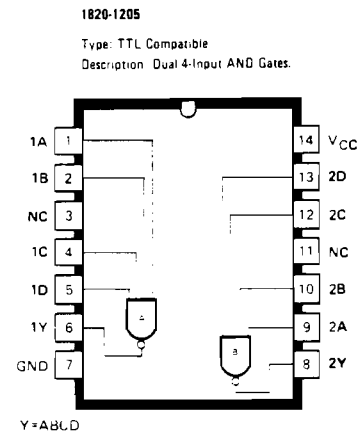 1820-1205
Type: TTL Compatible
Description: Dual 4-Input AND Gates.
1A 1 14 VCC
1B 2 13 2D
NC 3 12 2C
1C 4 11 NC
1D 5 10 2B
1Y 6 A 9 2A
GND 7 B 8 2Y
Y=ABCD